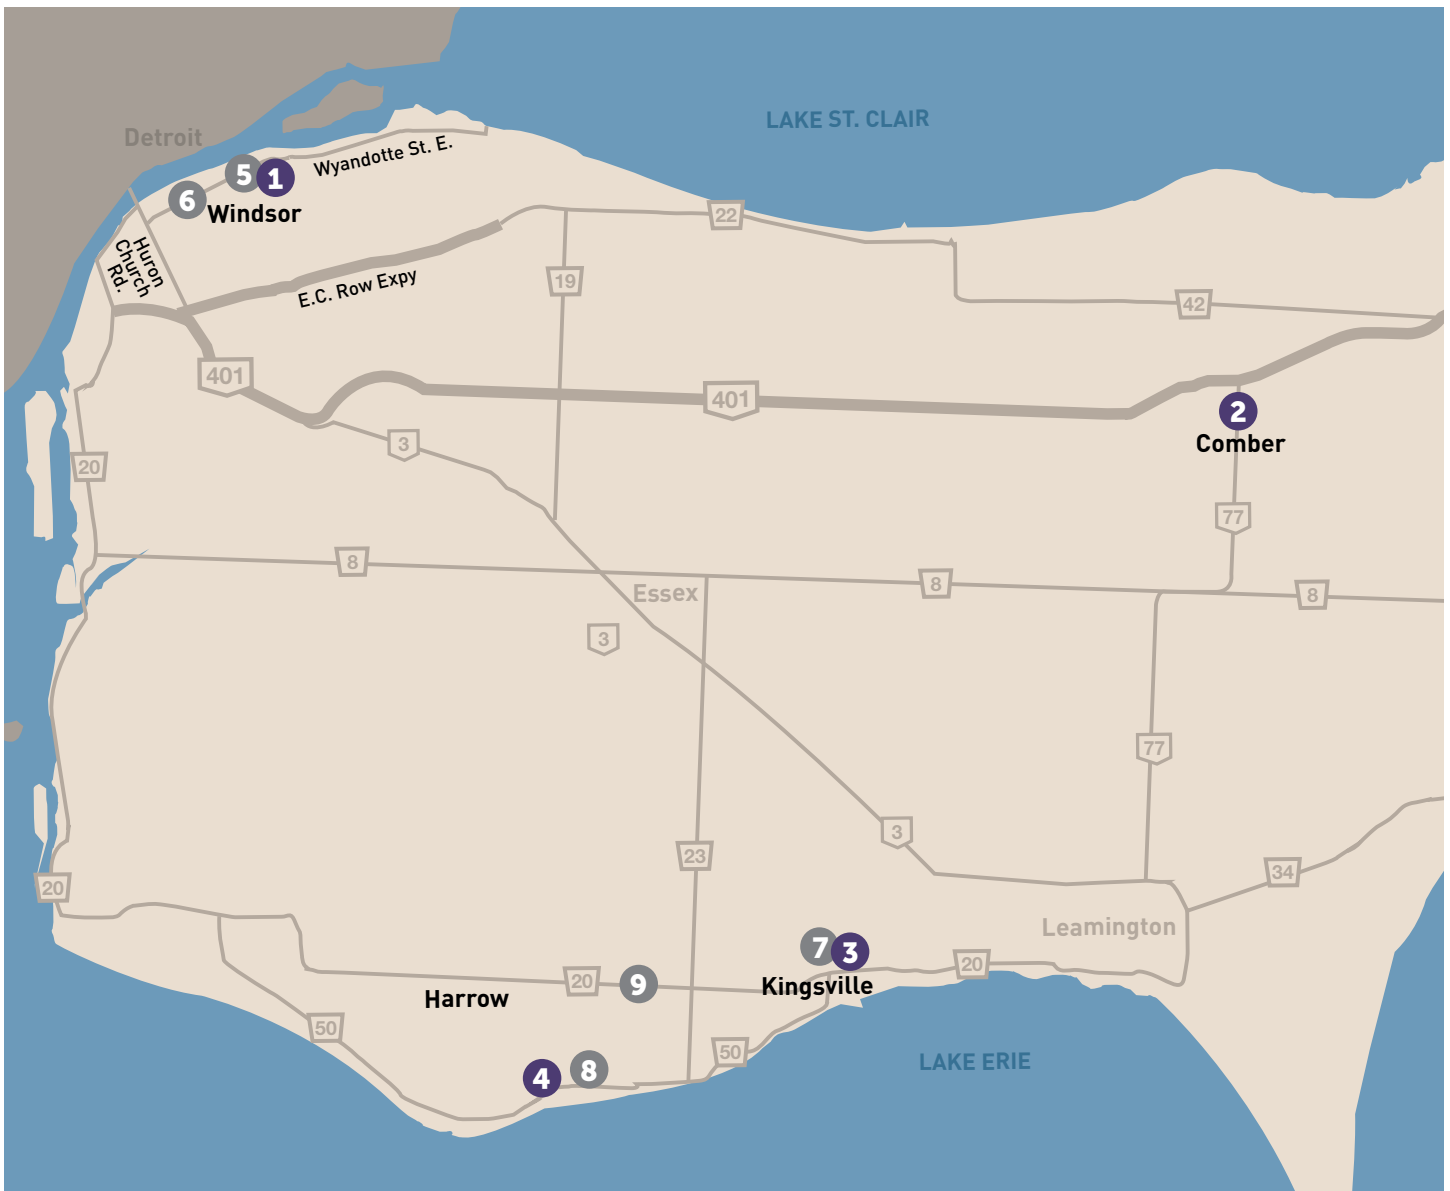 LAKE ST. CLAIR
Detroit
Wyandotte St. E.
5
1
6
Windsor
22
Huron
Church
Rd.
E.C. Row Expy
19
42
401
401
2
Comber
3
20
77
8
Essex
8
8
3
77
3
23
34
20
Leamington
7
3
20
Kingsville
20
9
Harrow
50
50
4
8
LAKE ERIE